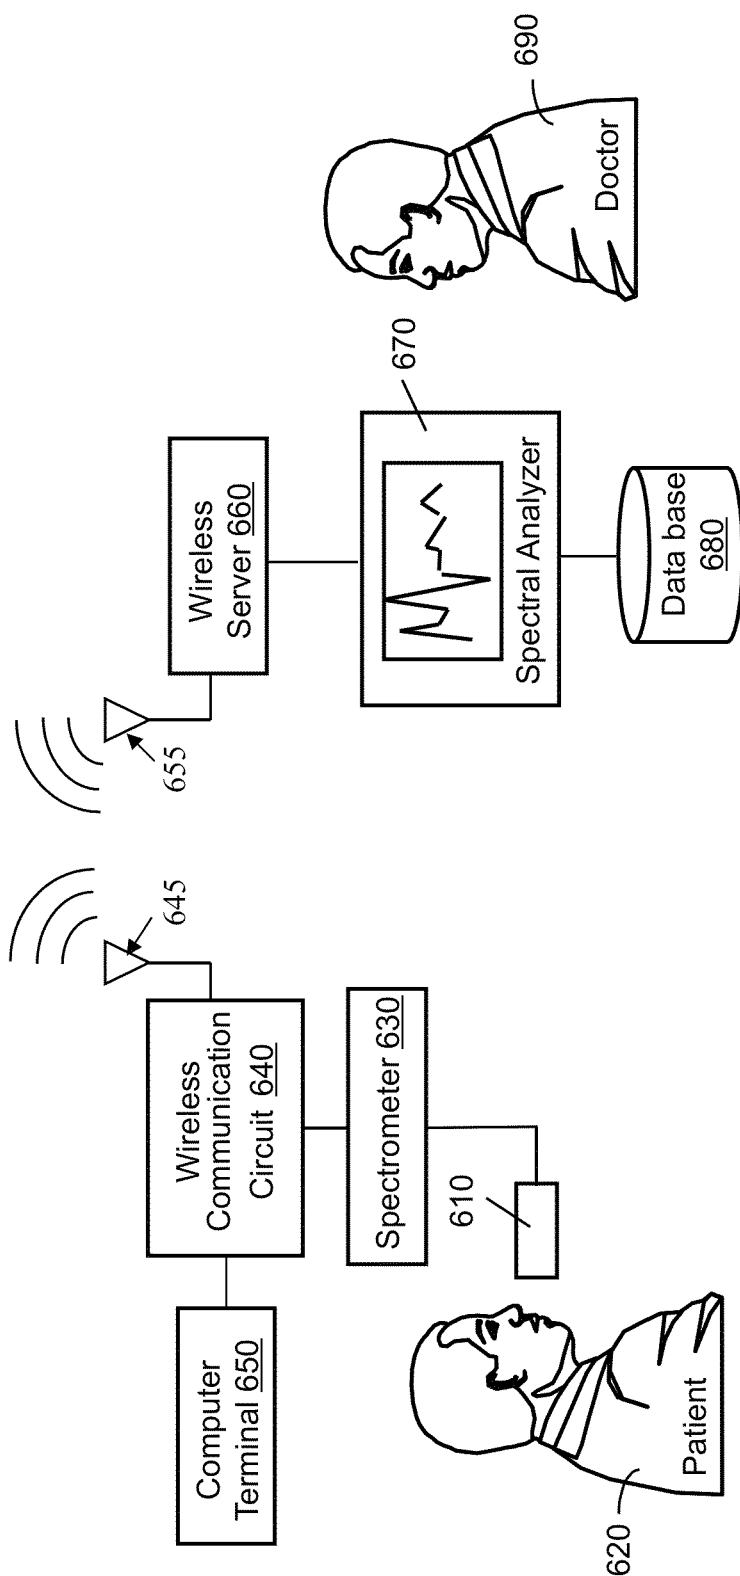 Computer
Terminal 650
Wireless
Communication
Circuit 640
645
655
Wireless
Server 660
Spectrometer 630
610
620
Patient
670
Spectral Analyzer
Data base
680
690
Doctor